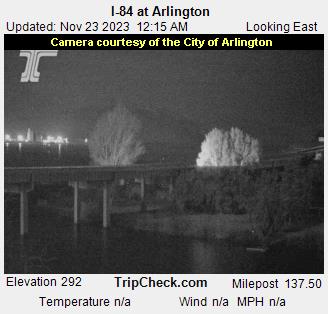 I-84 at Arlington
Updated: Nov 23 2023 12:15 AM Looking East
Camera courtesy of the City of Arlington
Elevation 292 TripCheck.com Milepost 137.50
Temperature n/a Wind n/a MPH n/a